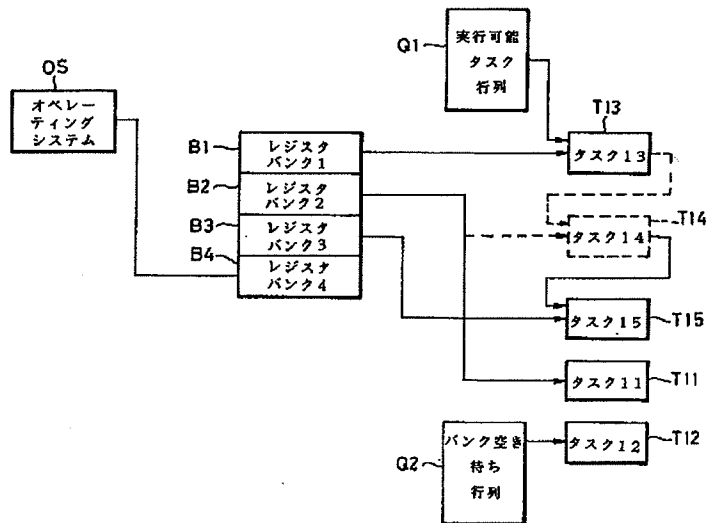 OS
オペレー
ティング
システム
Q1
実行可能
タスク
行列
B1
レジスタ
バンク1
B2
レジスタ
バンク2
B3
レジスタ
バンク3
B4
レジスタ
バンク4
T13
タスク13
T14
タスク14
タスク15
T15
タスク11
T11
Q2
バンク空き
待ち
行列
タスク12
T12